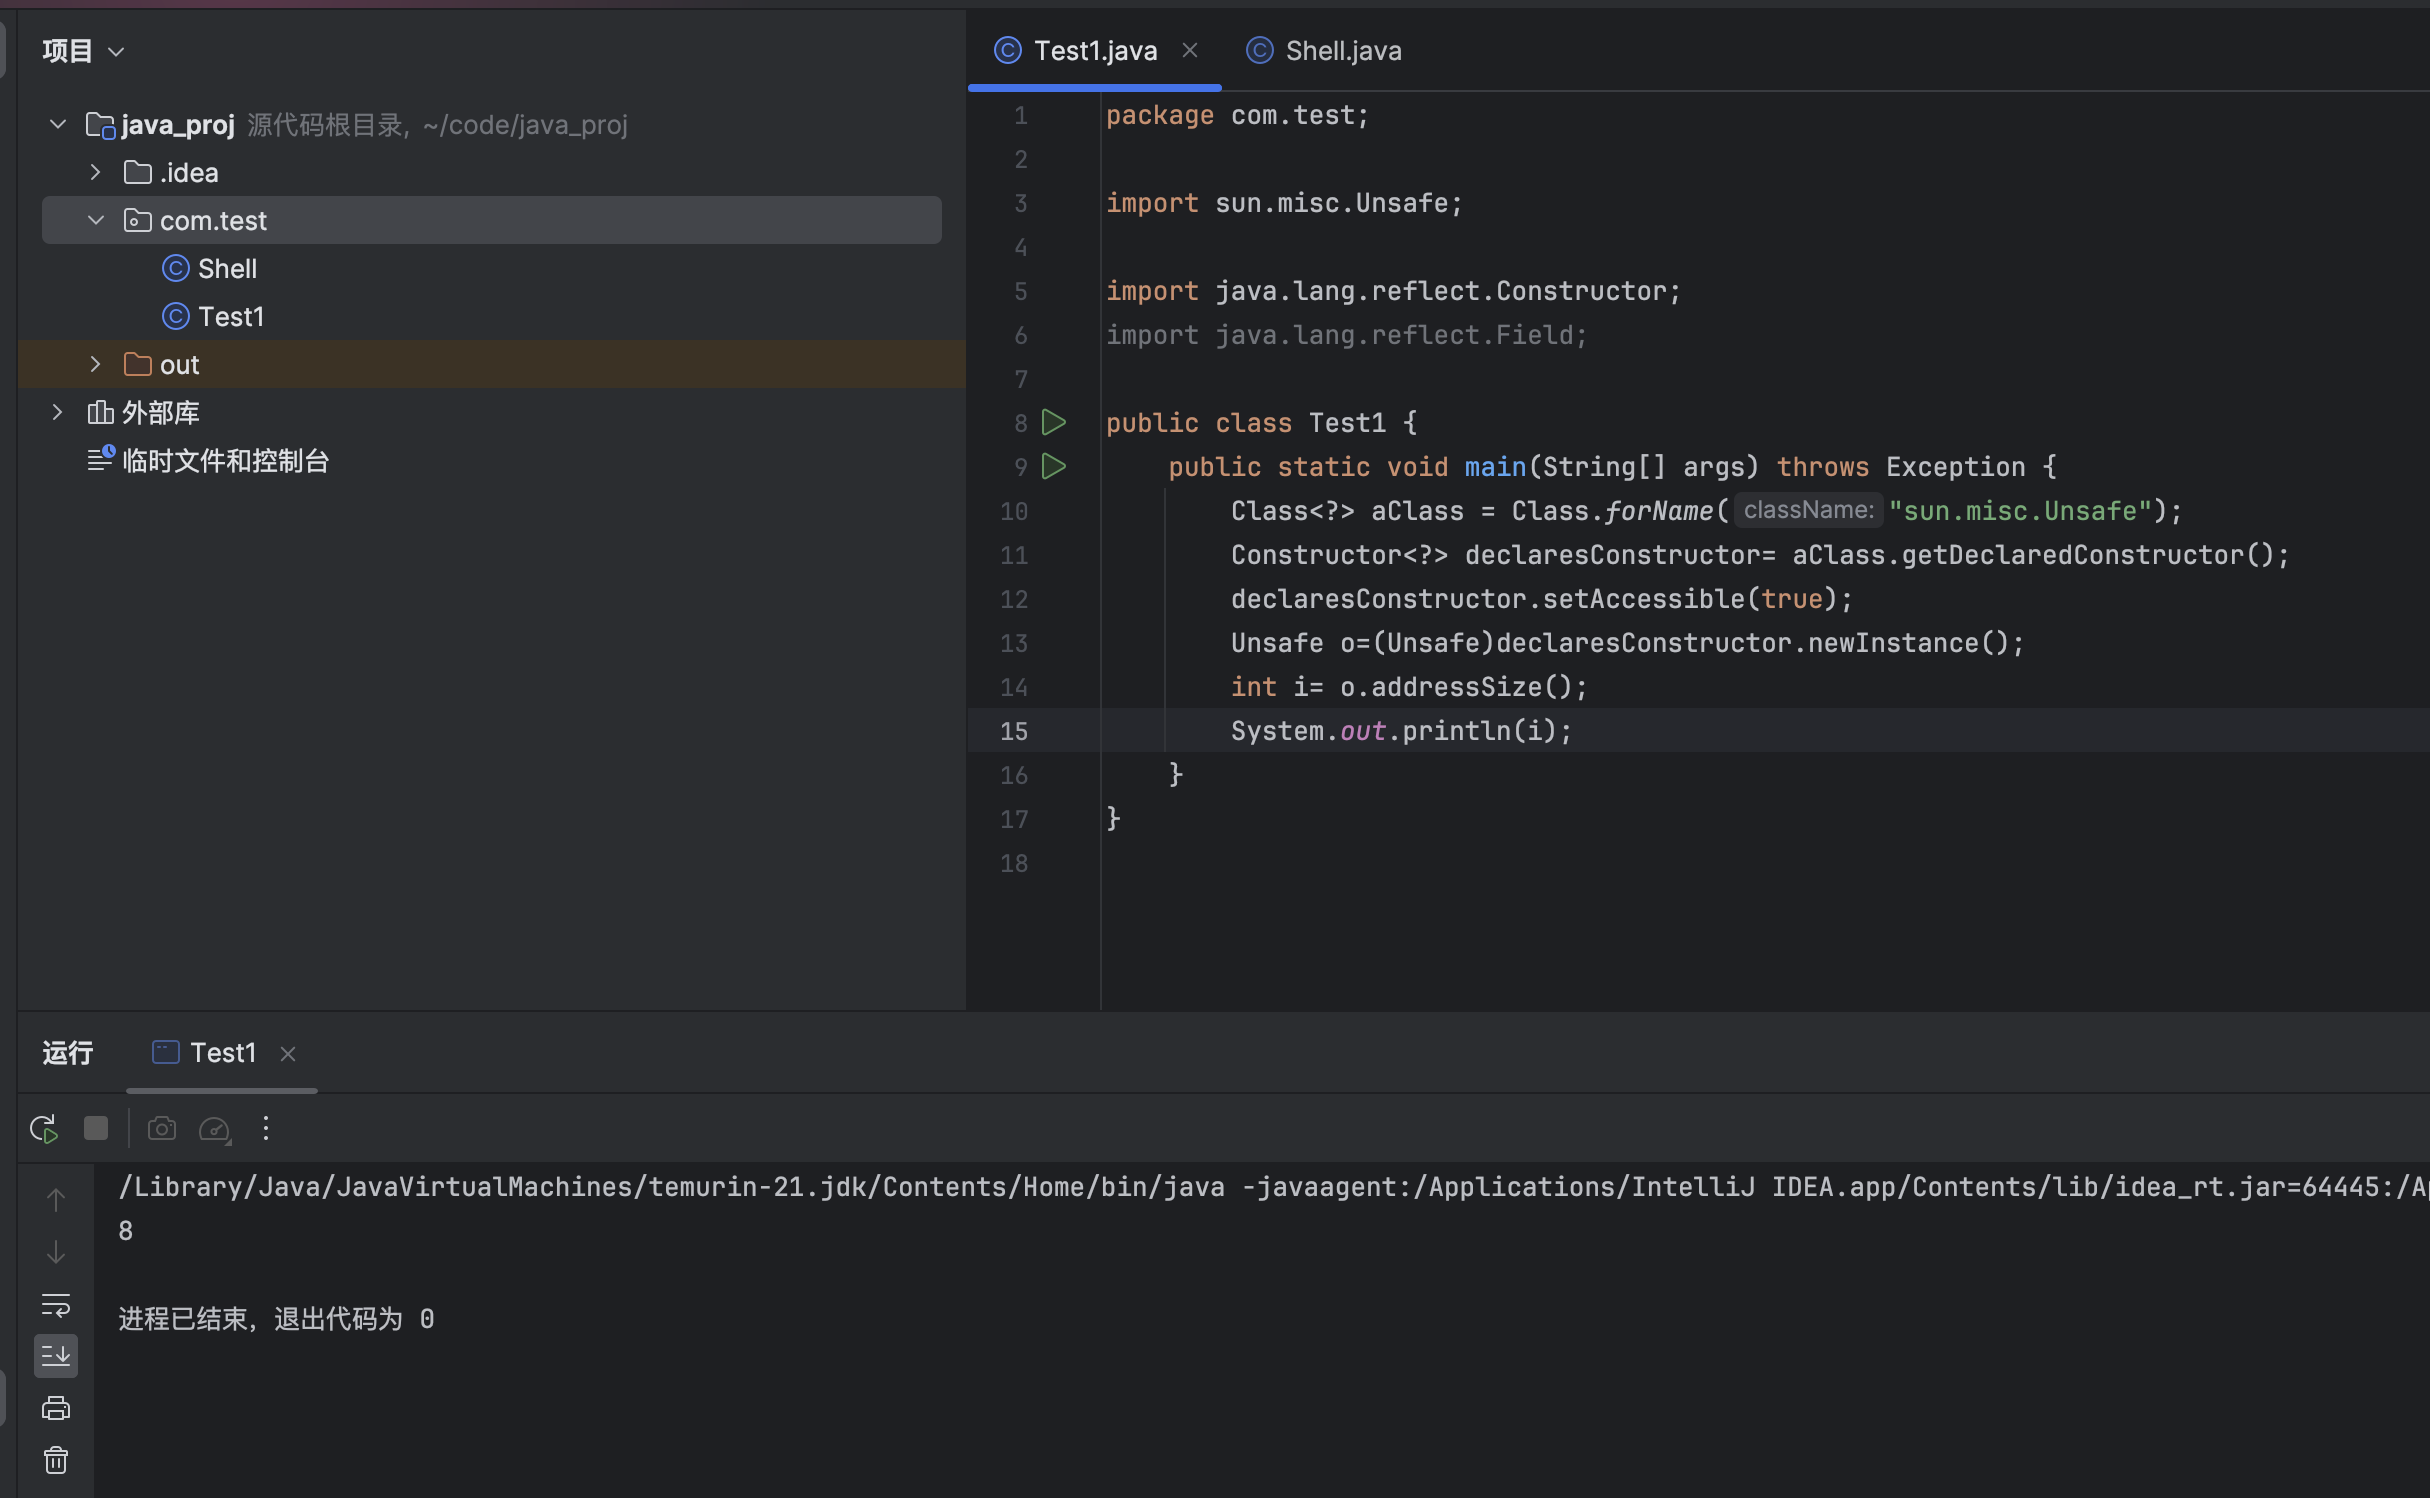 项目
java_proj 源代码根目录, ~/code/java_proj
.idea
com.test
Shell
Test1
out
外部库
临时文件和控制台
Test1.java
Shell.java
1 package com.test;
2
3 import sun.misc.Unsafe;
4
5 import java.lang.reflect.Constructor;
6 import java.lang.reflect.Field;
7
8 public class Test1 {
9 public static void main(String[] args) throws Exception {
10 Class<?> aClass = Class.forName( className: "sun.misc.Unsafe");
11 Constructor<?> declaresConstructor= aClass.getDeclaredConstructor();
12 declaresConstructor.setAccessible(true);
13 Unsafe o=(Unsafe)declaresConstructor.newInstance();
14 int i= o.addressSize();
15 System.out.println(i);
16 }
17 }
18
运行
Test1
/Library/Java/JavaVirtualMachines/temurin-21.jdk/Contents/Home/bin/java -javaagent:/Applications/IntelliJ IDEA.app/Contents/lib/idea_rt.jar=64445:/A
8
进程已结束，退出代码为 0